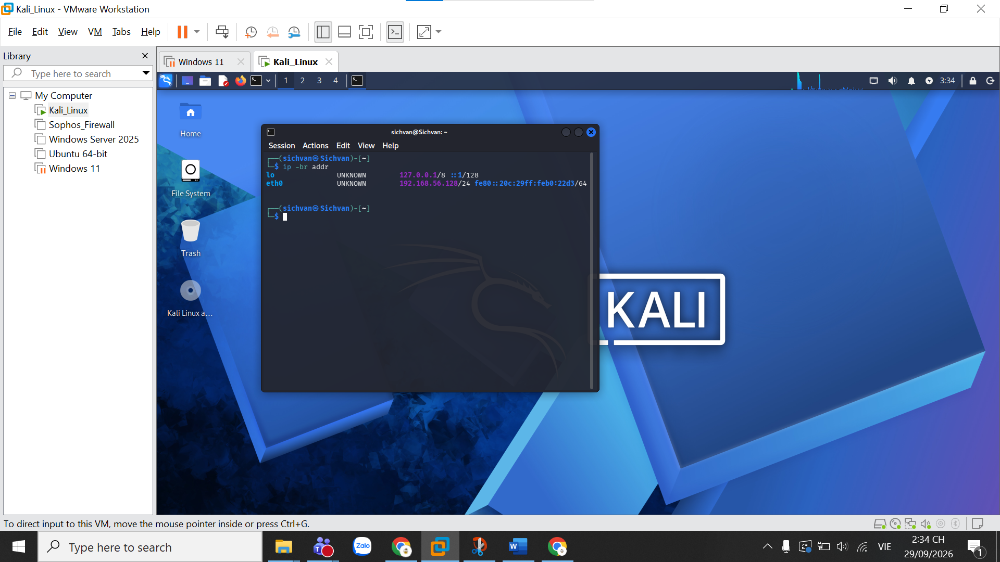 Kali_Linux - VMware Workstation
File Edit View VM Tabs Help
Library
Type here to search
My Computer
Kali_Linux
Sophos_Firewall
Windows Server 2025
Ubuntu 64-bit
Windows 11
Windows 11
Kali_Linux
1 2 3 4
3:34
Home
File System
Trash
Kali Linux a...
sichvan@Sichvan: ~
Session Actions Edit View Help
┌──(sichvan㉿Sichvan)-[~]
└─$ ip -br addr
lo UNKNOWN 127.0.0.1/8 ::1/128
eth0 UNKNOWN 192.168.56.128/24 fe80::20c:29ff:feb0:22d3/64
┌──(sichvan㉿Sichvan)-[~]
└─$
KALI
To direct input to this VM, move the mouse pointer inside or press Ctrl+G.
Type here to search
Zalo
VIE
2:34 CH
29/09/2026
1